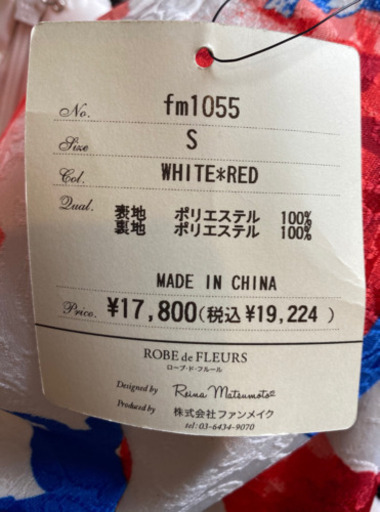 No. fm1055
Size S
Col. WHITE*RED
Qual.
表地 ポリエステル 100%
裏地 ポリエステル 100%
MADE IN CHINA
Price. ¥17,800(税込¥19,224 )
ROBE de FLEURS
ローブ・ド・フルール
Designed by Reina Matsumoto
Produced by 株式会社ファンメイク
tel:03-6434-9070